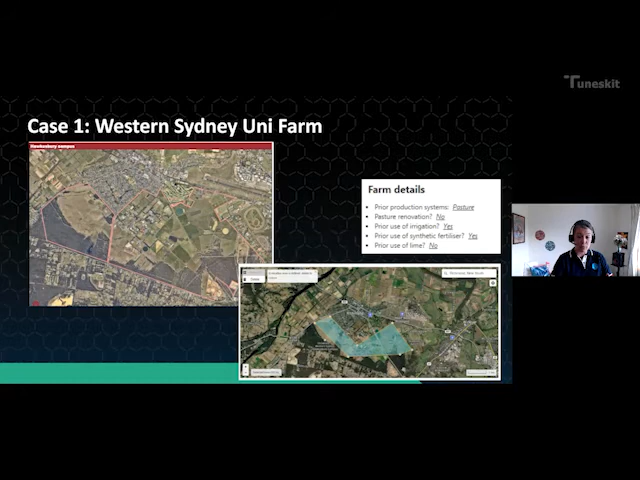 Tuneskit
Case 1: Western Sydney Uni Farm
Hawkesbury campus
Farm details
• Prior production systems: Pasture
• Pasture renovation? No
• Prior use of irrigation? Yes
• Prior use of synthetic fertiliser? Yes
• Prior use of lime? No